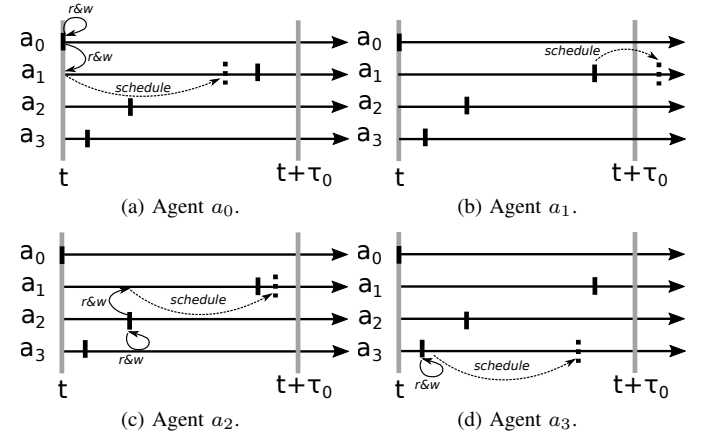 r&w
a0
r&w
a1
schedule
a2
a3
t
t+τ0
(a) Agent a0.
a0
schedule
a1
a2
a3
t
t+τ0
(b) Agent a1.
a0
a1
r&w
schedule
a2
a3
r&w
t
t+τ0
(c) Agent a2.
a0
a1
a2
a3
r&w
schedule
t
t+τ0
(d) Agent a3.